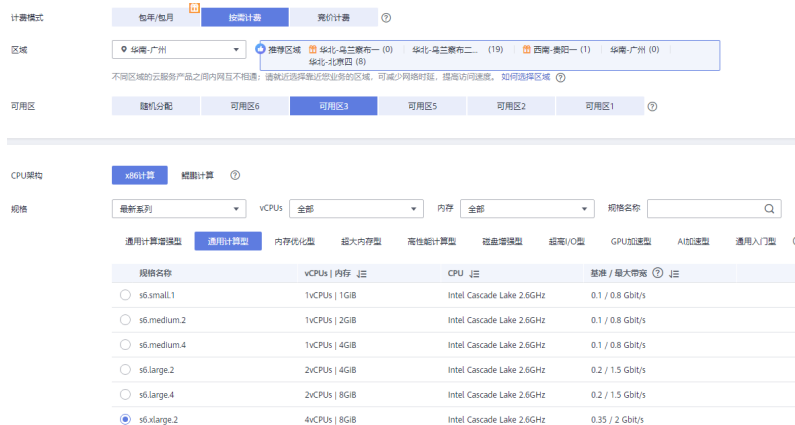 计费模式 包年/包月 按需计费 竞价计费
区域 华南-广州 推荐区域 华北-乌兰察布一 (0) 华北-乌兰察布二... (19) 西南-贵阳一 (1) 华南-广州 (0)
华北-北京四 (8)
不同区域的云服务产品之间内网互不相通；请就近选择靠近您业务的区域，可减少网络时延，提高访问速度。 如何选择区域
可用区 随机分配 可用区6 可用区3 可用区5 可用区2 可用区1
CPU架构 x86计算 鲲鹏计算
规格 最新系列 vCPUs 全部 内存 全部 规格名称
通用计算增强型 通用计算型 内存优化型 超大内存型 高性能计算型 磁盘增强型 超高I/O型 GPU加速型 AI加速型 通用入门型
规格名称 vCPUs | 内存 CPU 基准 / 最大带宽
s6.small.1 1vCPUs | 1GiB Intel Cascade Lake 2.6GHz 0.1 / 0.8 Gbit/s
s6.medium.2 1vCPUs | 2GiB Intel Cascade Lake 2.6GHz 0.1 / 0.8 Gbit/s
s6.medium.4 1vCPUs | 4GiB Intel Cascade Lake 2.6GHz 0.1 / 0.8 Gbit/s
s6.large.2 2vCPUs | 4GiB Intel Cascade Lake 2.6GHz 0.2 / 1.5 Gbit/s
s6.large.4 2vCPUs | 8GiB Intel Cascade Lake 2.6GHz 0.2 / 1.5 Gbit/s
s6.xlarge.2 4vCPUs | 8GiB Intel Cascade Lake 2.6GHz 0.35 / 2 Gbit/s